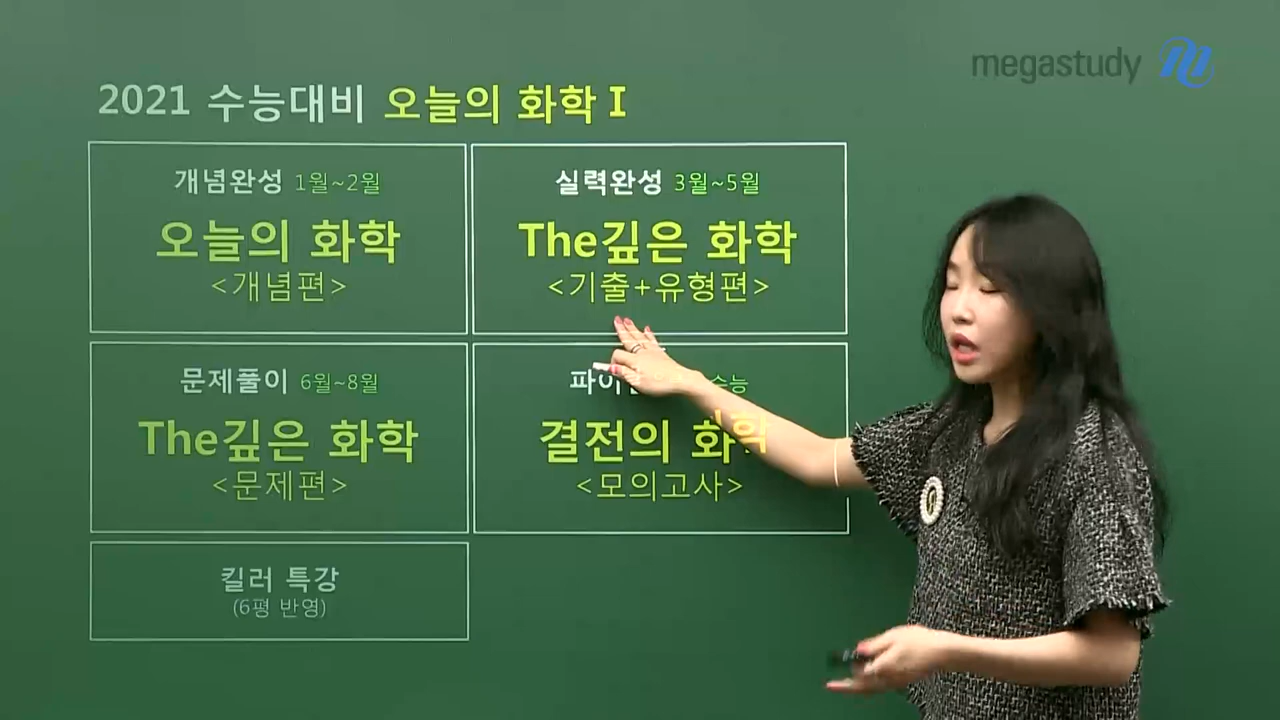 megastudy
2021 수능대비 오늘의 화학 I
개념완성 1월~2월
오늘의 화학
<개념편>
실력완성 3월~5월
The깊은 화학
<기출+유형편>
문제풀이 6월~8월
The깊은 화학
<문제편>
수능
결전의 화학
<모의고사>
킬러 특강
(6평 반영)